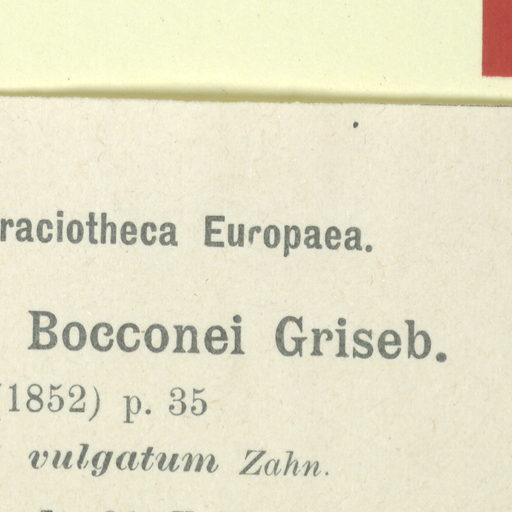 raciotheca Europaea.
Bocconei Griseb.
(1852) p. 35
vulgatum Zahn.